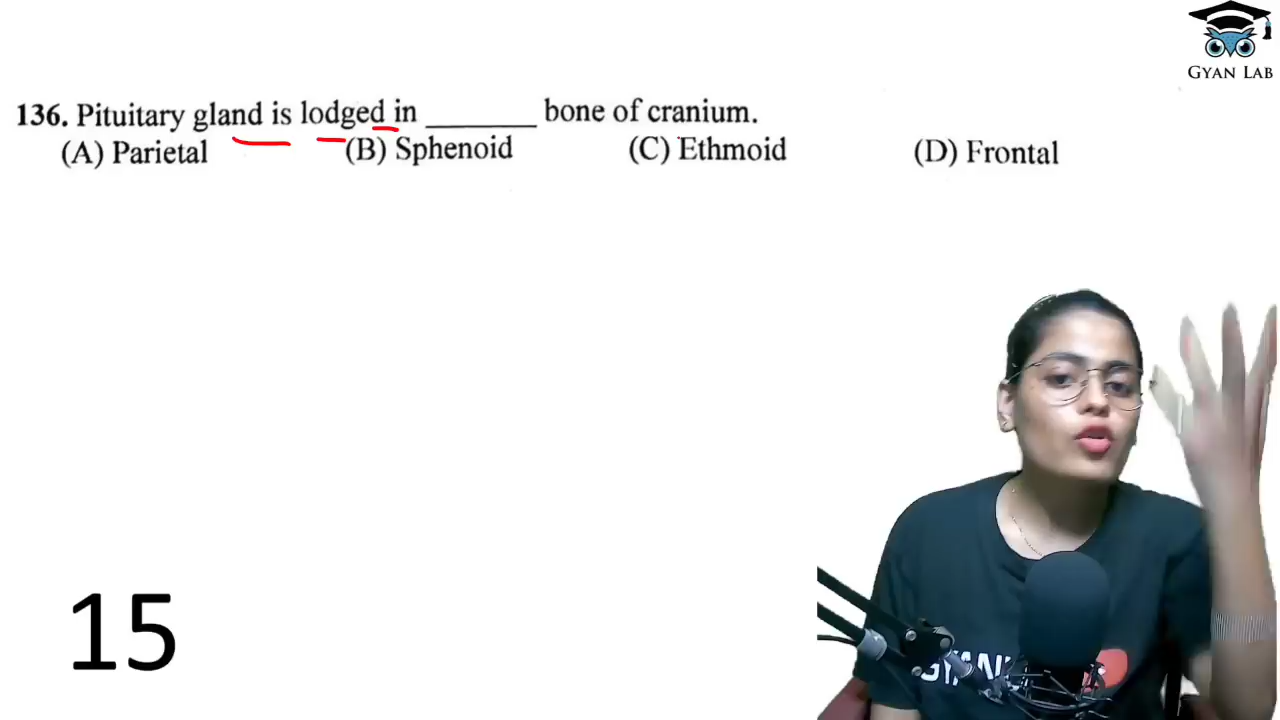 GYAN LAB
136. Pituitary gland is lodged in ________ bone of cranium.
(A) Parietal (B) Sphenoid (C) Ethmoid (D) Frontal
15